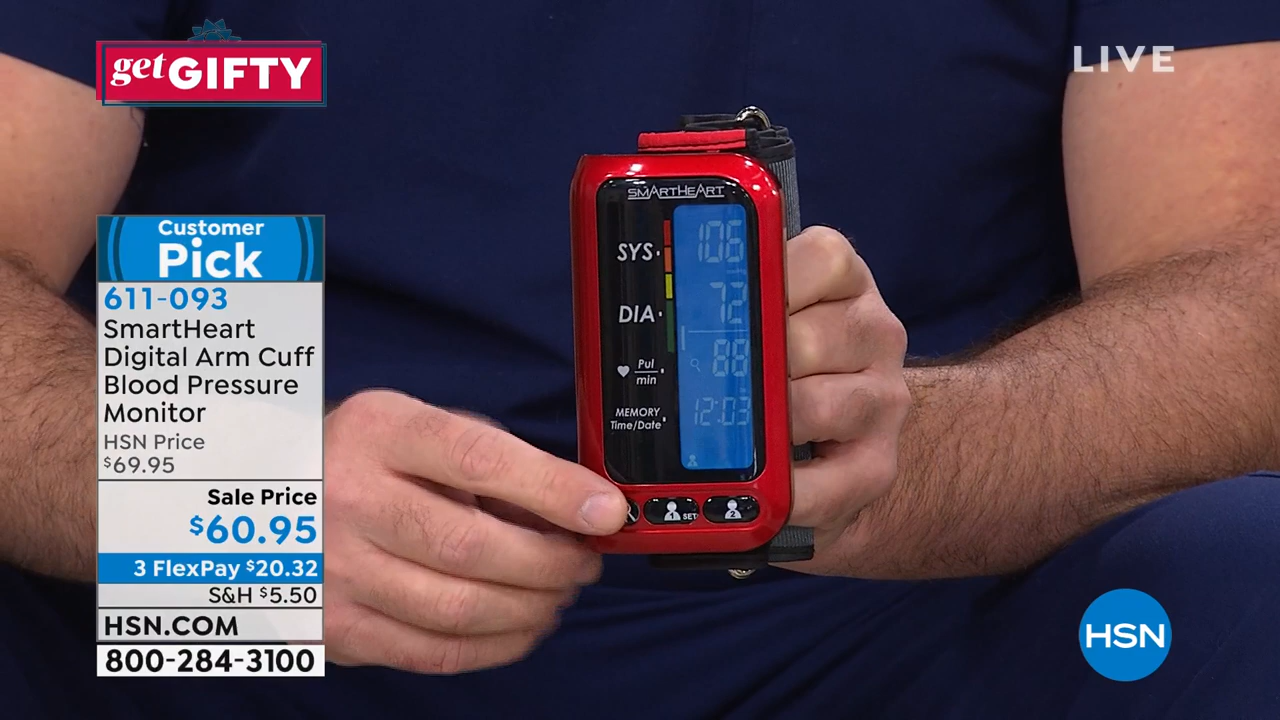 getGIFTY
LIVE
Customer
Pick
611-093
SmartHeart
Digital Arm Cuff
Blood Pressure
Monitor
HSN Price
$69.95
Sale Price
$60.95
3 FlexPay $20.32
S&H $5.50
HSN.COM
800-284-3100
SMARTHEART
SYS
106
DIA
72
Pul
min
88
MEMORY
Time/Date
12:03
1 SET
2
HSN